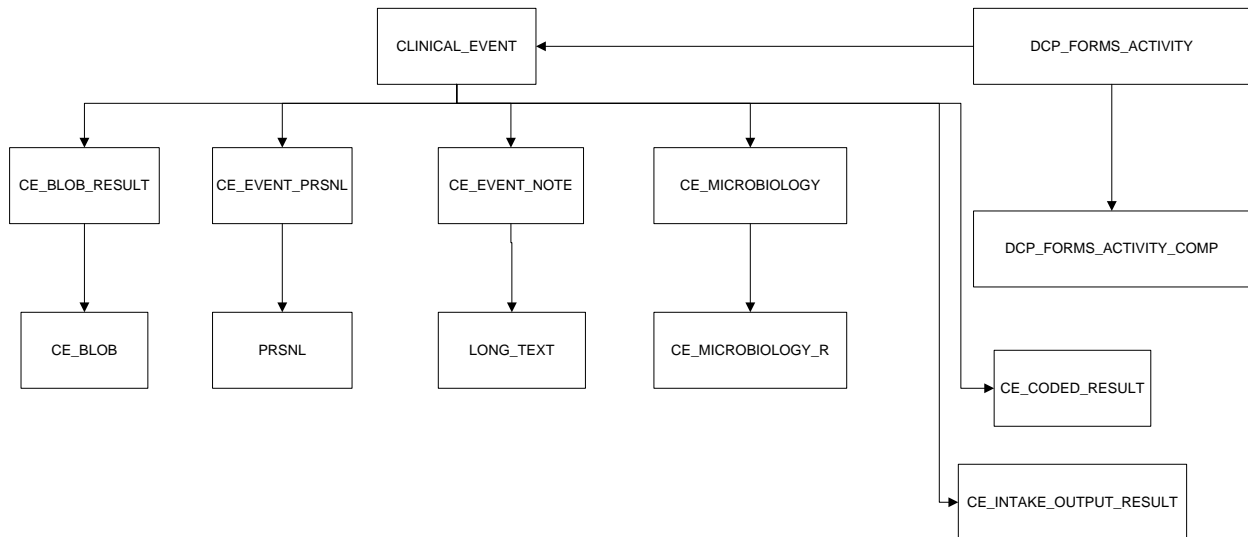 CLINICAL_EVENT
DCP_FORMS_ACTIVITY
CE_BLOB_RESULT
CE_EVENT_PRSNL
CE_EVENT_NOTE
CE_MICROBIOLOGY
DCP_FORMS_ACTIVITY_COMP
CE_BLOB
PRSNL
LONG_TEXT
CE_MICROBIOLOGY_R
CE_CODED_RESULT
CE_INTAKE_OUTPUT_RESULT